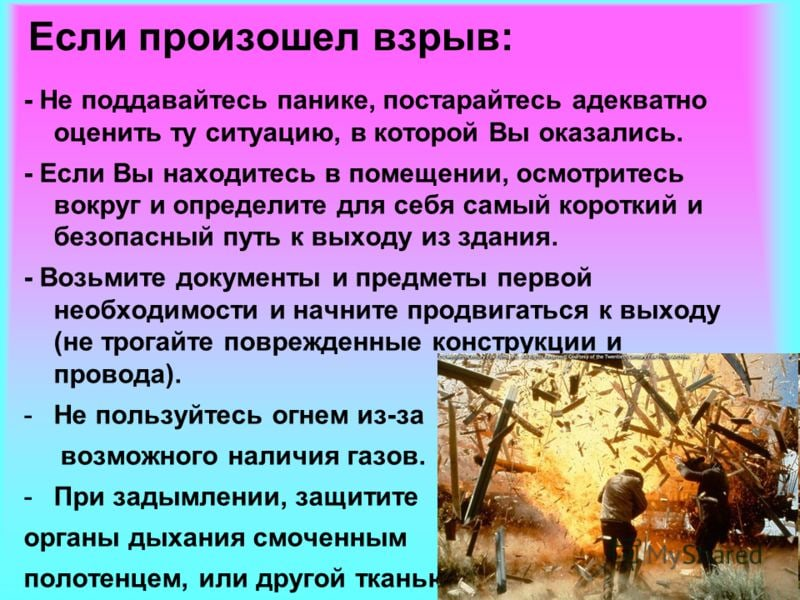 Если произошел взрыв:
- Не поддавайтесь панике, постарайтесь адекватно
оценить ту ситуацию, в которой Вы оказались.
- Если Вы находитесь в помещении, осмотритесь
вокруг и определите для себя самый короткий и
безопасный путь к выходу из здания.
- Возьмите документы и предметы первой
необходимости и начните продвигаться к выходу
(не трогайте поврежденные конструкции и
провода).
- Не пользуйтесь огнем из-за
возможного наличия газов.
- При задымлении, защитите
органы дыхания смоченным
полотенцем, или другой
MyShared